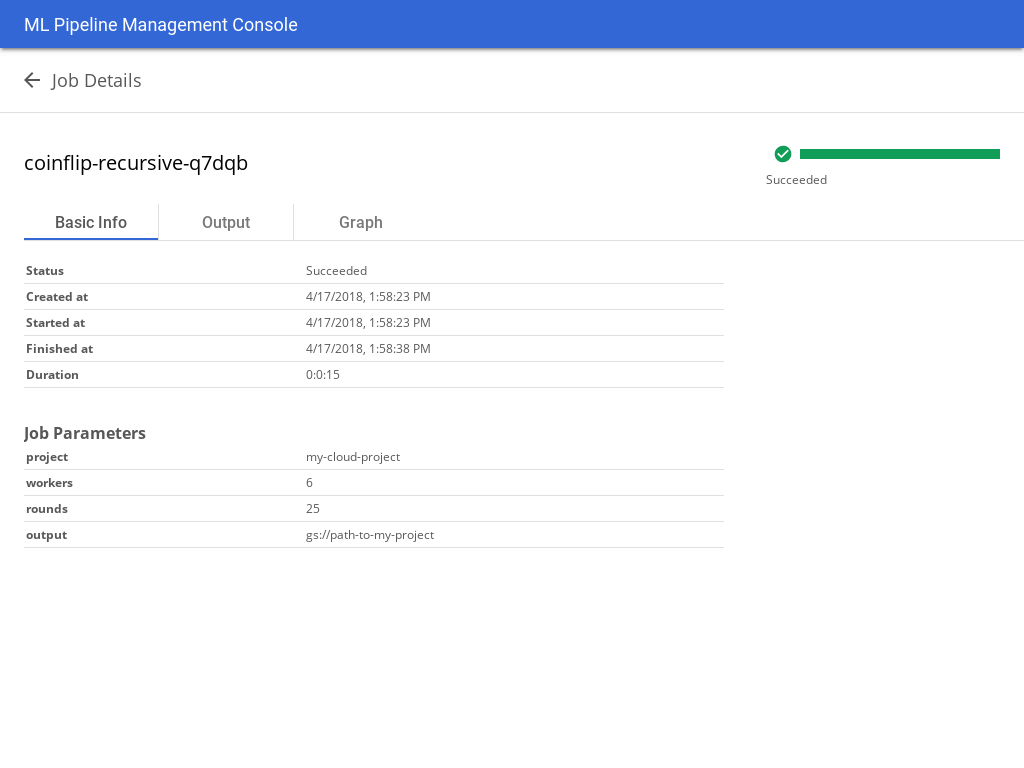 ML Pipeline Management Console
Job Details
coinflip-recursive-q7dqb
Succeeded
Basic Info Output Graph
Status Succeeded
Created at 4/17/2018, 1:58:23 PM
Started at 4/17/2018, 1:58:23 PM
Finished at 4/17/2018, 1:58:38 PM
Duration 0:0:15
Job Parameters
project my-cloud-project
workers 6
rounds 25
output gs://path-to-my-project